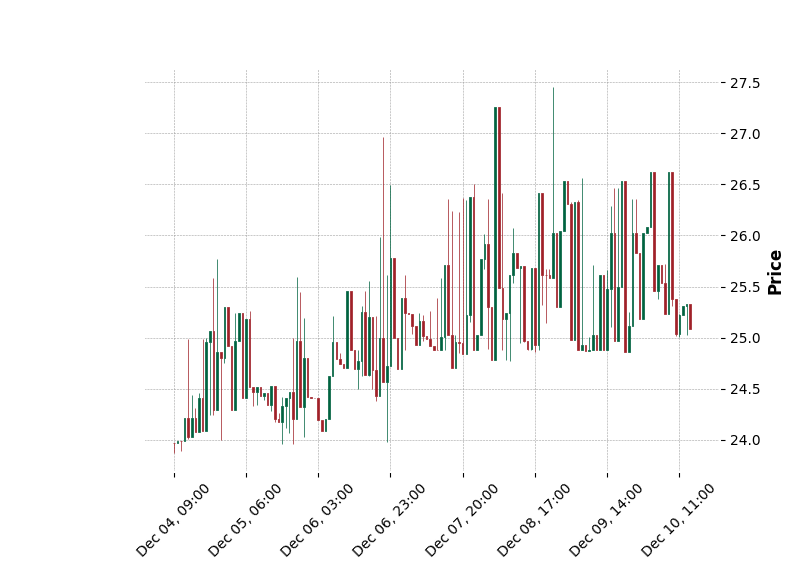 27.5
27.0
26.5
26.0
25.5
25.0
24.5
24.0
Price
Dec 04, 09:00
Dec 05, 06:00
Dec 06, 03:00
Dec 06, 23:00
Dec 07, 20:00
Dec 08, 17:00
Dec 09, 14:00
Dec 10, 11:00